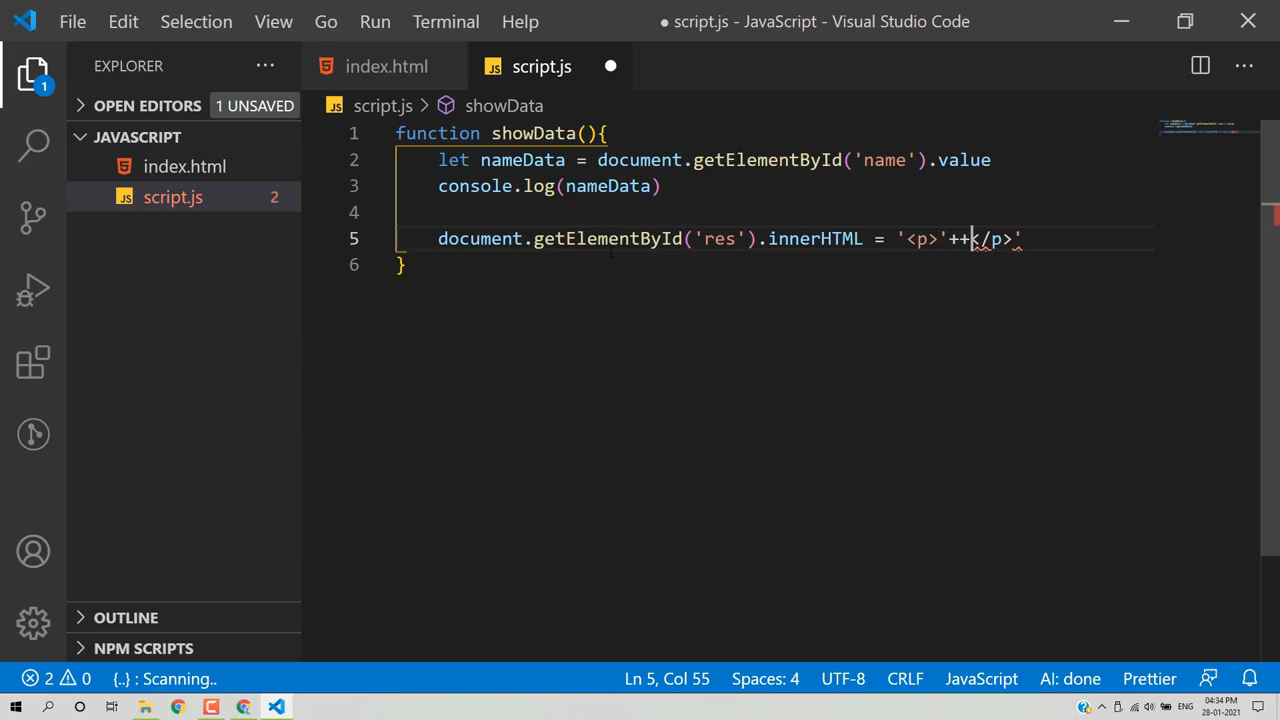 File Edit Selection View Go Run Terminal Help ● script.js - JavaScript - Visual Studio Code
EXPLORER ···
index.html
JS script.js ●
1
OPEN EDITORS 1 UNSAVED
JS script.js > showData
JAVASCRIPT
index.html
JS script.js 2
1 function showData(){
2 let nameData = document.getElementById('name').value
3 console.log(nameData)
4
5 document.getElementById('res').innerHTML = '<p>'++</p>'
6 }
OUTLINE
NPM SCRIPTS
2 0 {..} : Scanning.. Ln 5, Col 55 Spaces: 4 UTF-8 CRLF JavaScript AI: done Prettier
ENG 04:34 PM
28-01-2021